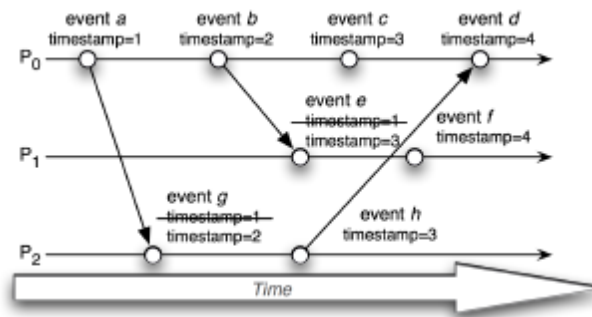 event a
timestamp=1
event b
timestamp=2
event c
timestamp=3
event d
timestamp=4
P0
event e
timestamp=1
timestamp=3
event f
timestamp=4
P1
event g
timestamp=1
timestamp=2
event h
timestamp=3
P2
Time